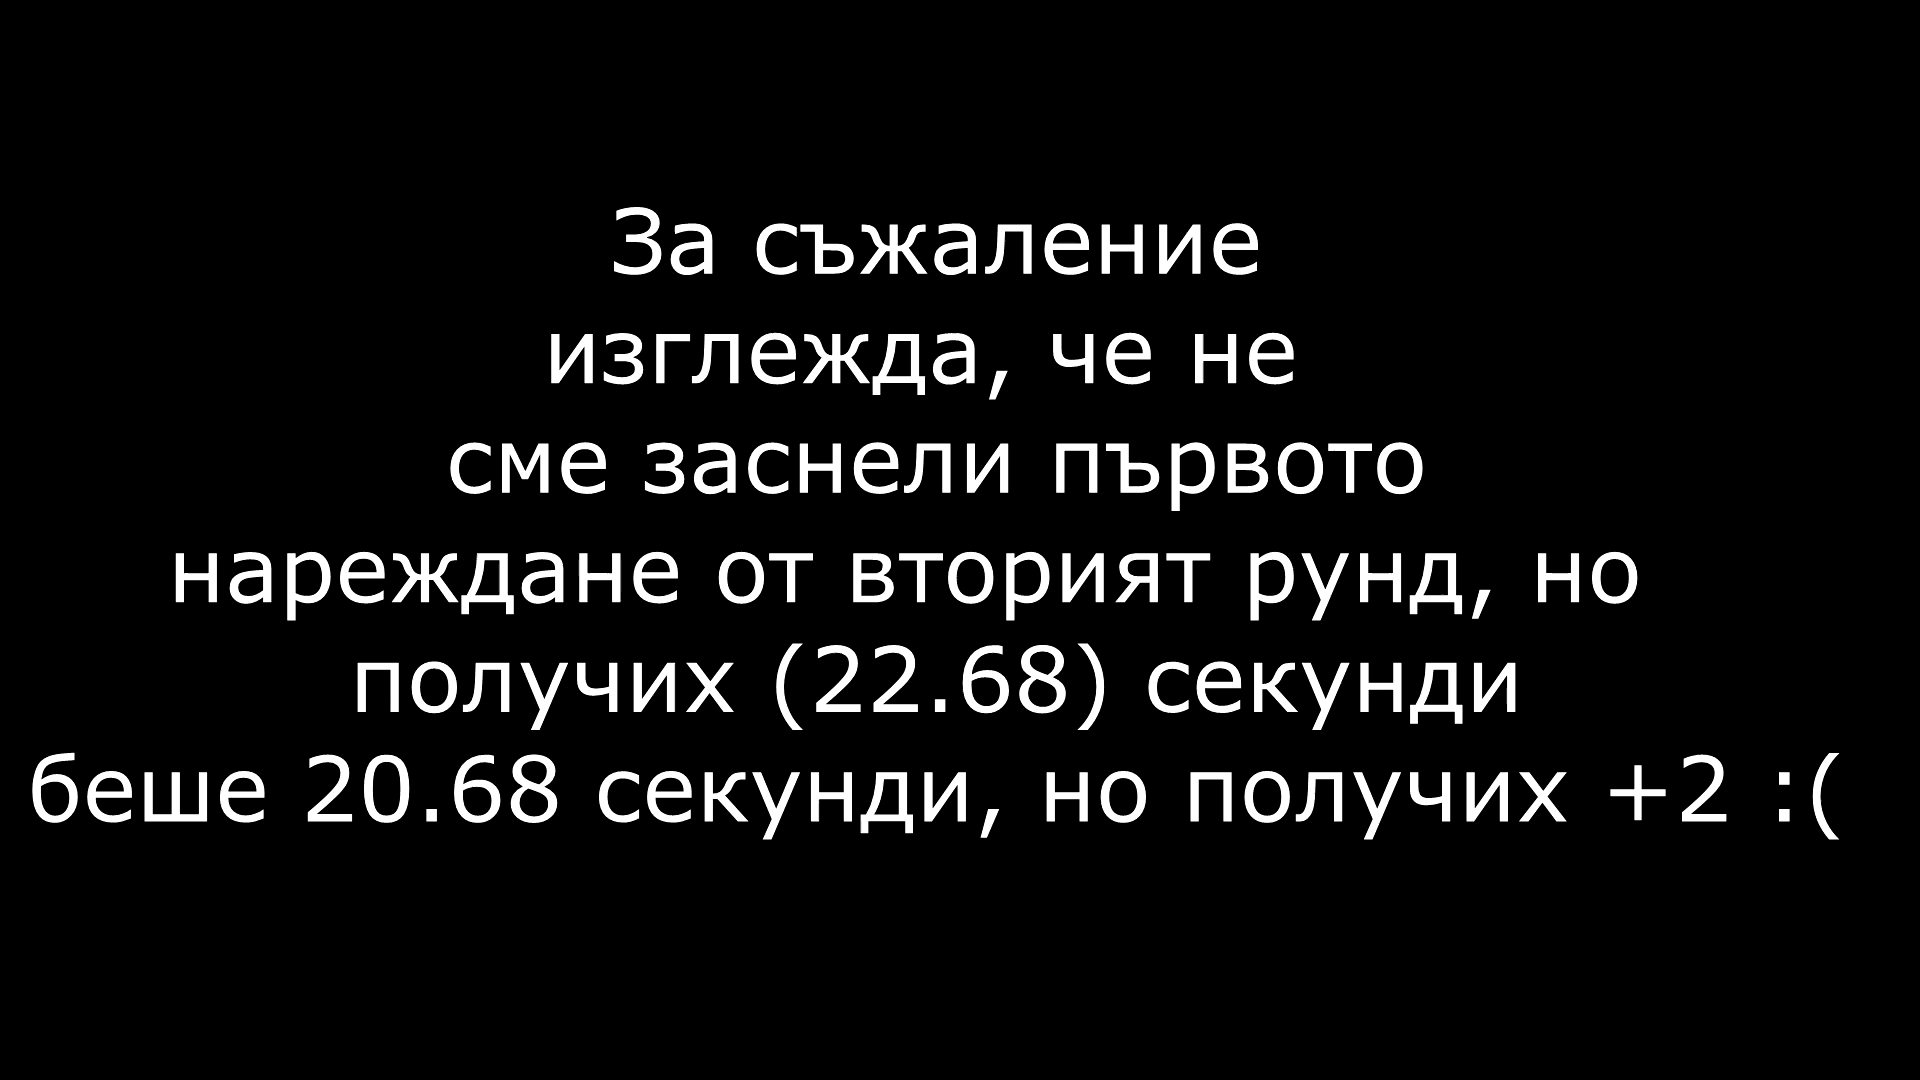 За съжаление
изглежда, че не
сме заснели първото
нареждане от вторият рунд, но
получих (22.68) секунди
беше 20.68 секунди, но получих +2 :(